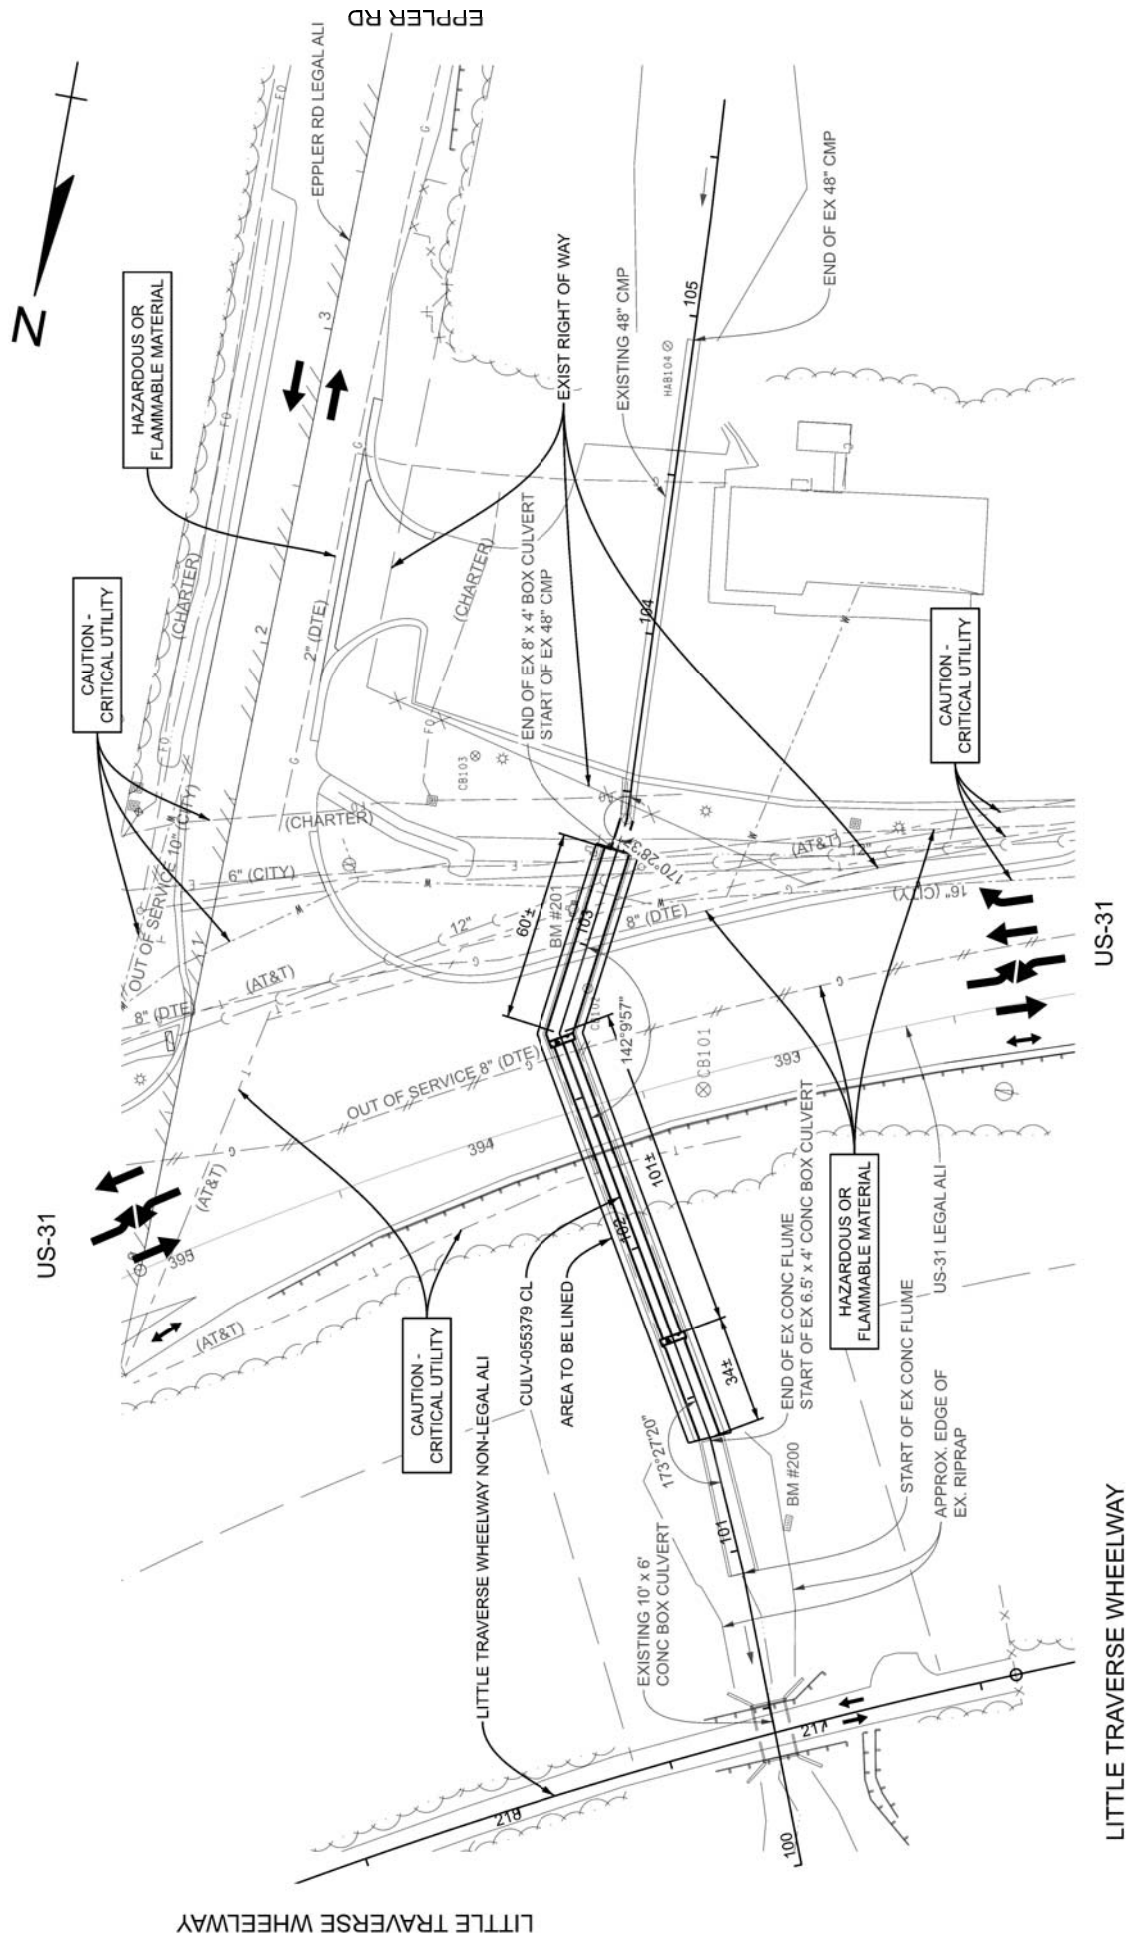 EPPLER RD
N
EPPLER RD LEGAL ALI
HAZARDOUS OR
FLAMMABLE MATERIAL
EXIST RIGHT OF WAY
EXISTING 48" CMP
END OF EX 48" CMP
HAB104
105
104
3
2
1
FO
FO
FO
FO
G
G
G
G
(CHARTER)
(CHARTER)
(CHARTER)
2" (DTE)
CAUTION -
CRITICAL UTILITY
END OF EX 8' x 4' BOX CULVERT
START OF EX 48" CMP
CB103
CAUTION -
CRITICAL UTILITY
OUT OF SERVICE 10" (CITY)
6" (CITY)
8" (DTE)
(AT&T)
12"
60'±
BM #201
103
170°28'37"
8" (DTE)
(AT&T)
12"
16" (CITY)
W
W
W
W
US-31
OUT OF SERVICE 8" (DTE)
CB102
142°9'57"
CB101
393
394
395
(AT&T)
(AT&T)
US-31
101±
102
34±
CULV-055379 CL
AREA TO BE LINED
END OF EX CONC FLUME
START OF EX 6.5' x 4' CONC BOX CULVERT
HAZARDOUS OR
FLAMMABLE MATERIAL
US-31 LEGAL ALI
CAUTION -
CRITICAL UTILITY
LITTLE TRAVERSE WHEELWAY NON-LEGAL ALI
173°27'20"
BM #200
START OF EX CONC FLUME
APPROX. EDGE OF
EX. RIPRAP
101
EXISTING 10' x 6'
CONC BOX CULVERT
217
218
100
LITTLE TRAVERSE WHEELWAY
LITTLE TRAVERSE WHEELWAY